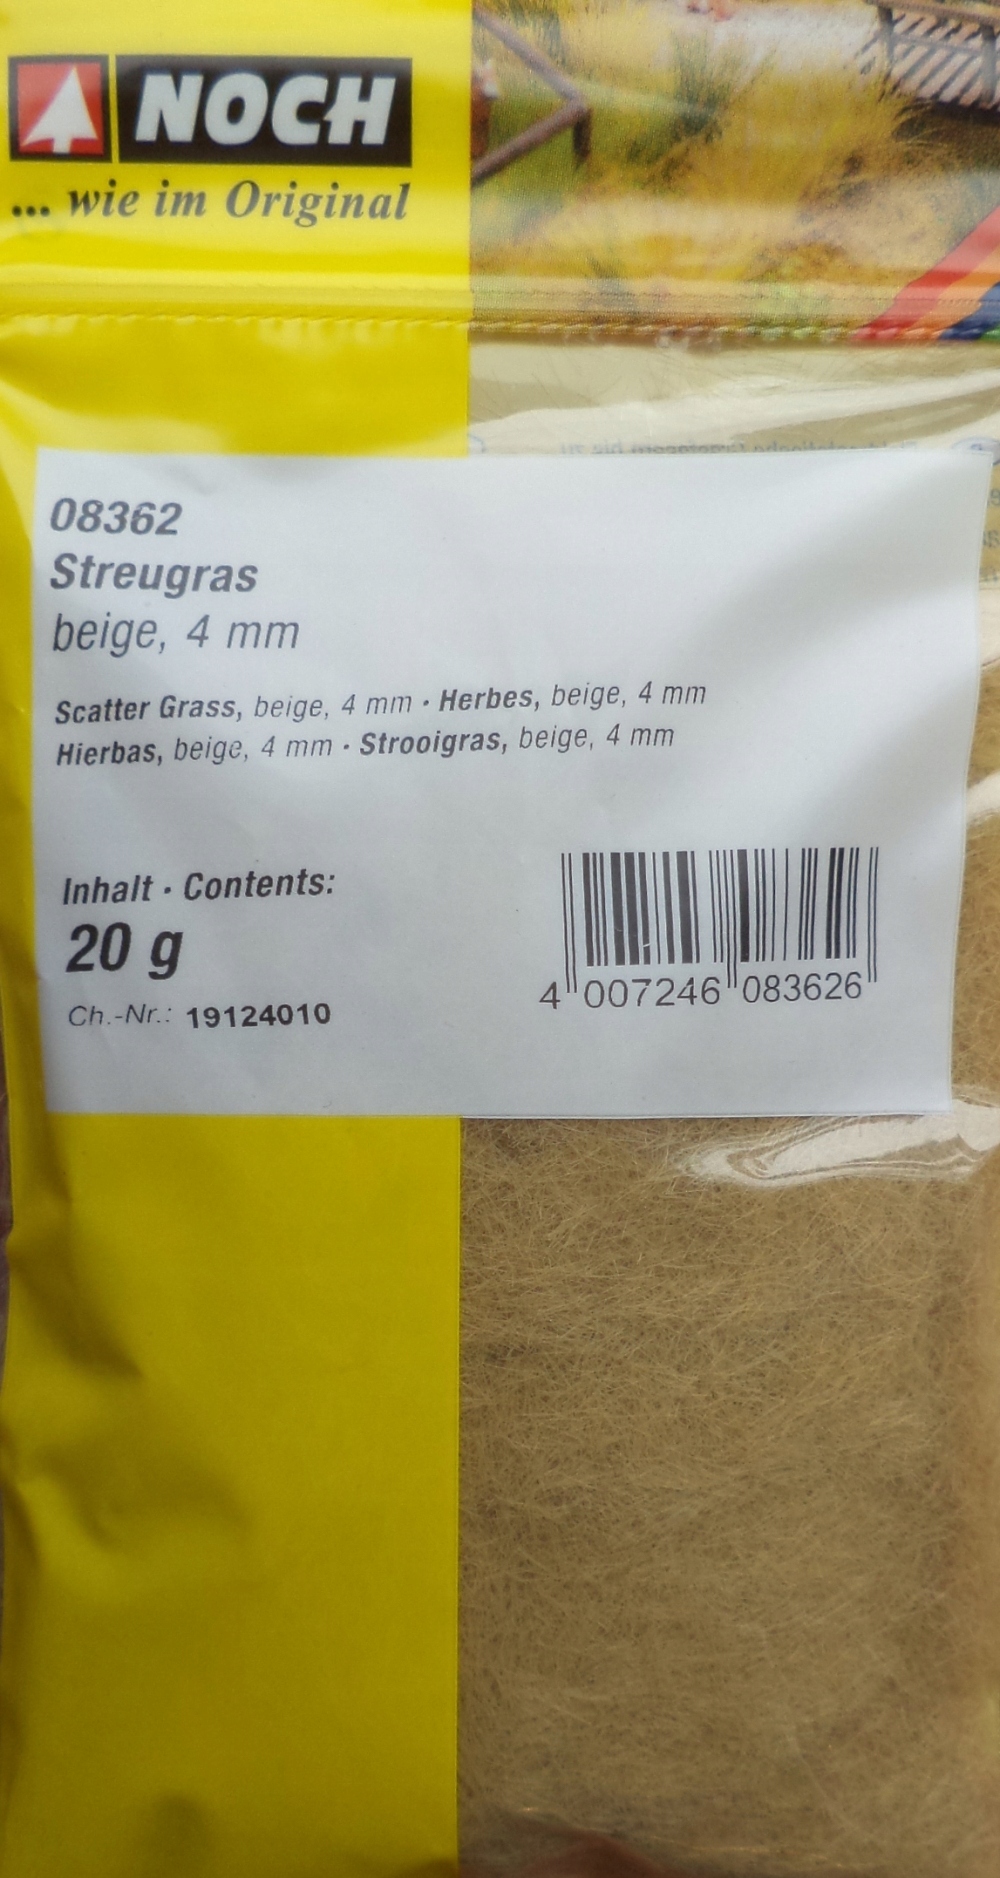 NOCH
... wie im Original
08362
Streugras
beige, 4 mm
Scatter Grass, beige, 4 mm · Herbes, beige, 4 mm
Hierbas, beige, 4 mm · Strooigras, beige, 4 mm
Inhalt · Contents:
20 g
Ch.-Nr.: 19124010
4 007246 083626